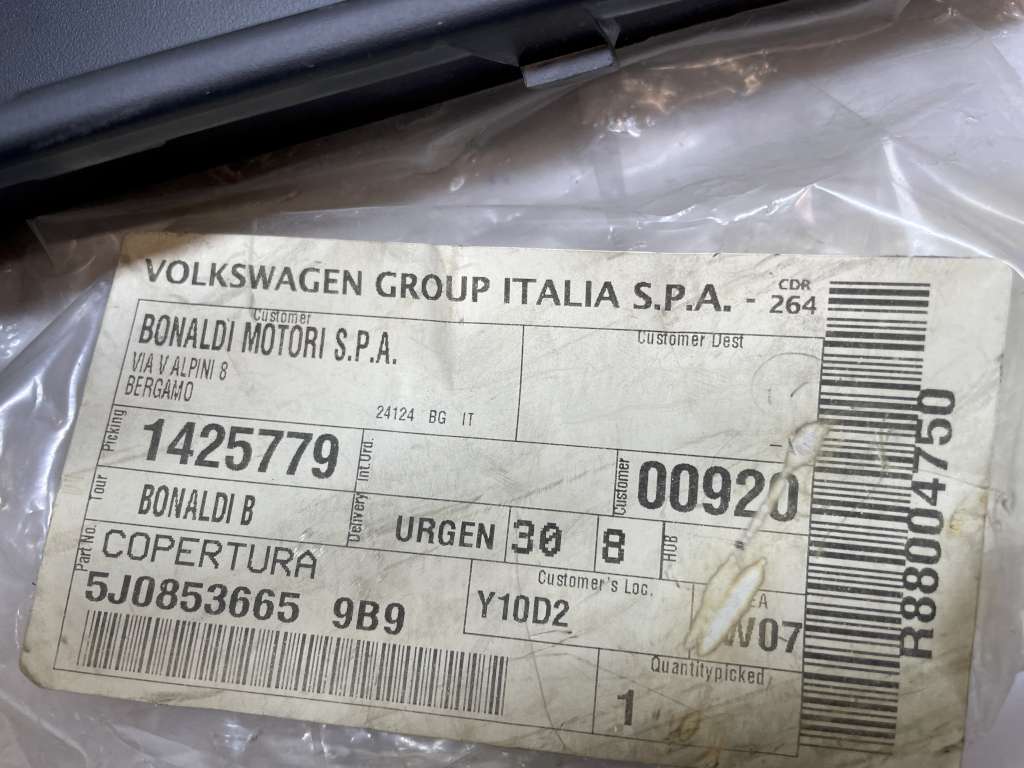 VOLKSWAGEN GROUP ITALIA S.P.A. - CDR 264
Customer
BONALDI MOTORI S.P.A.
VIA V ALPINI 8
BERGAMO
24124 BG IT
Customer Dest
Picking
1425779
Int.Ord.
Customer
00920
Tour
BONALDI B
Delivery
URGEN
30
8
HUB
Part No.
COPERTURA
5J0853665 9B9
Customer's Loc.
Y10D2
W07
Quantitypicked
1
R88004750